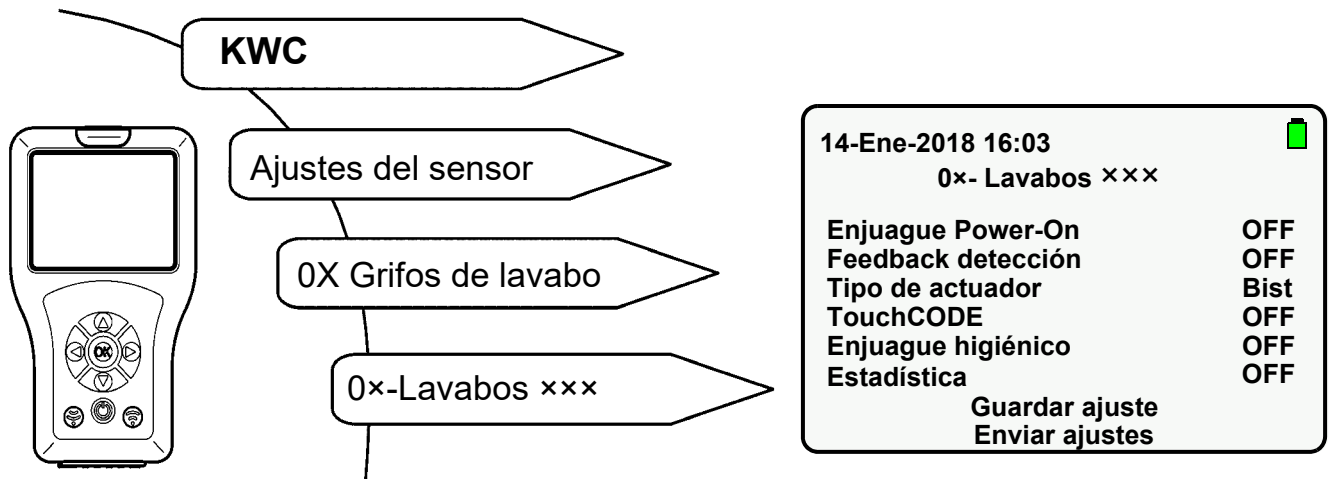 KWC
Ajustes del sensor
0X Grifos de lavabo
0×-Lavabos ×××
OK
14-Ene-2018 16:03
0×- Lavabos ×××
Enjuague Power-On OFF
Feedback detección OFF
Tipo de actuador Bist
TouchCODE OFF
Enjuague higiénico OFF
Estadística OFF
Guardar ajuste
Enviar ajustes